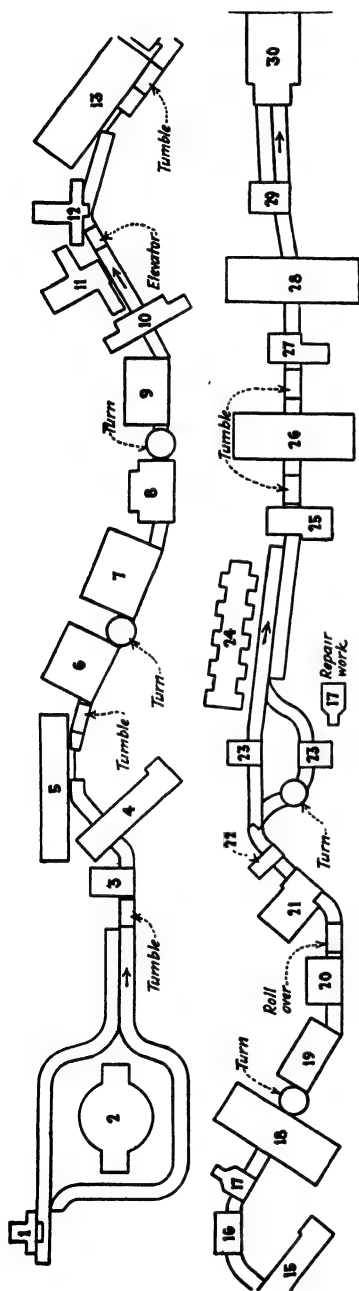 1
2
3
Tumble
4
5
Tumble
6
Turn
7
8
Turn
9
10
11
Elevator
12
13
Tumble
15
16
17
18
Turn
19
20
Roll
over
21
22
Turn
23
23
24
17
Repair
work
25
Tumble
26
27
28
29
30